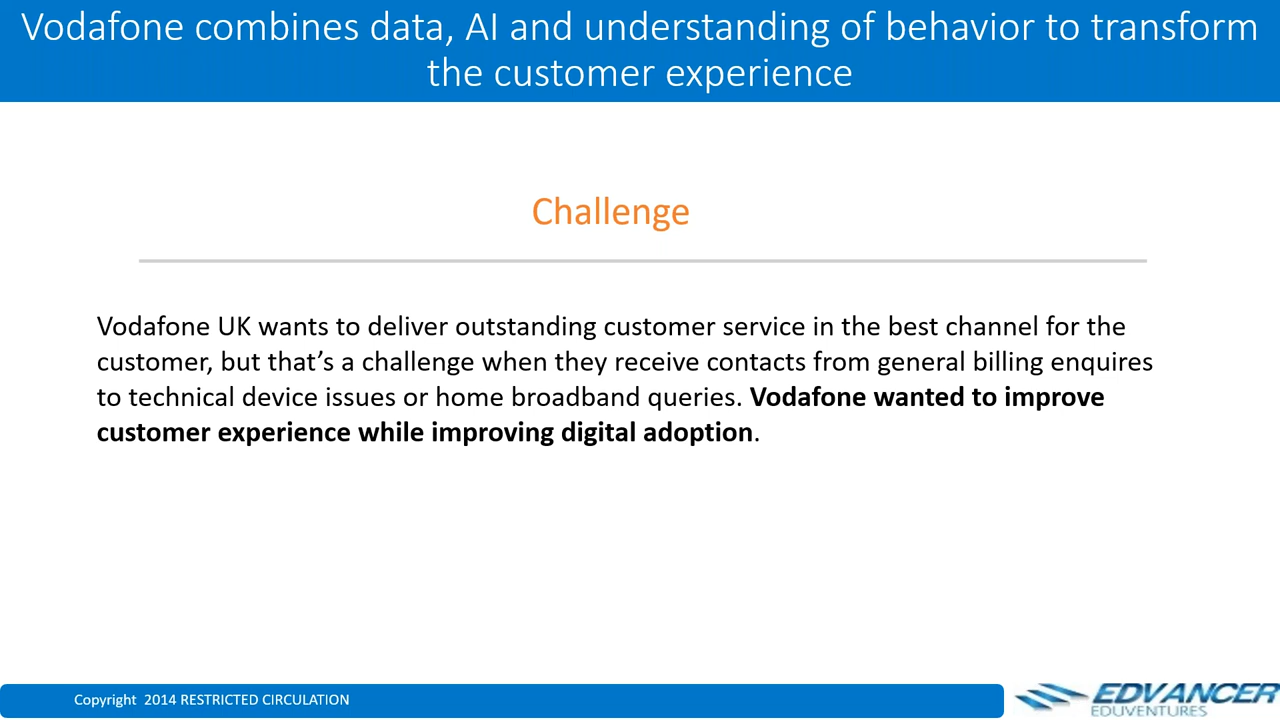 Vodafone combines data, AI and understanding of behavior to transform
the customer experience
Challenge
Vodafone UK wants to deliver outstanding customer service in the best channel for the
customer, but that’s a challenge when they receive contacts from general billing enquires
to technical device issues or home broadband queries. Vodafone wanted to improve
customer experience while improving digital adoption.
Copyright  2014 RESTRICTED CIRCULATION
EDVANCER
EDUVENTURES